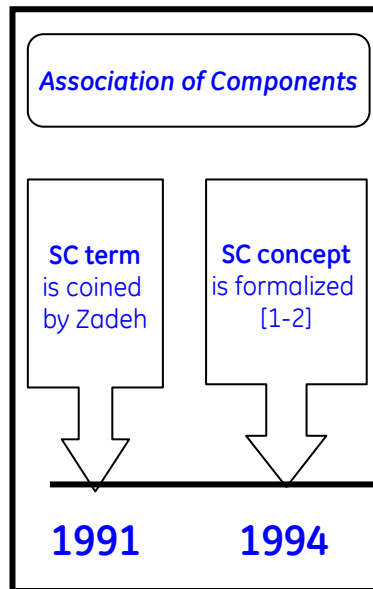 Association of Components
SC term
is coined
by Zadeh
SC concept
is formalized
[1-2]
1991
1994